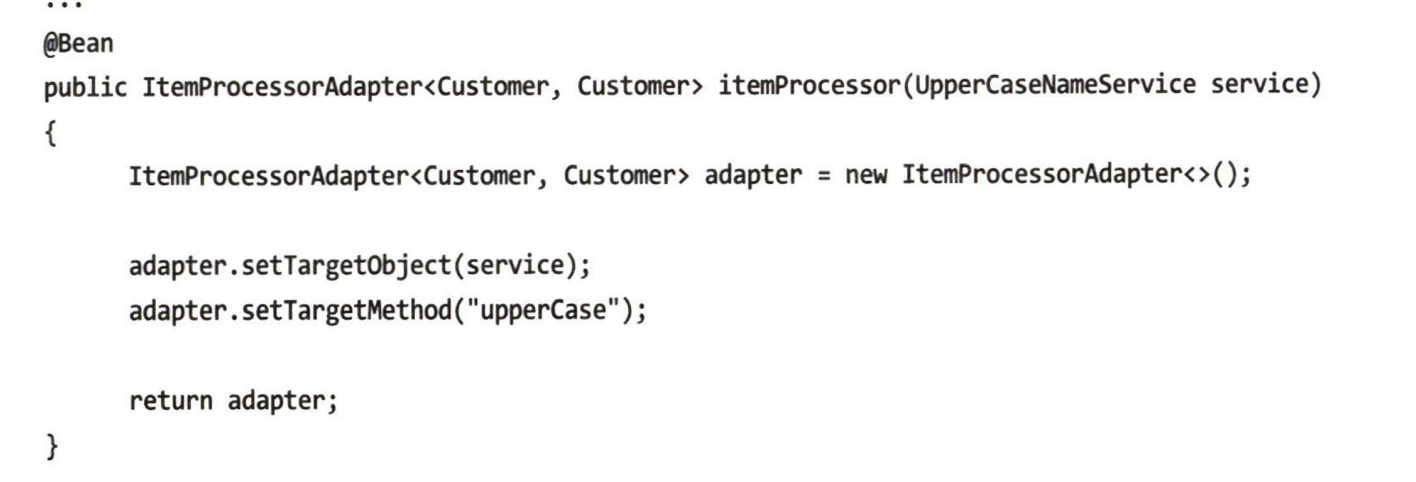 ...
@Bean
public ItemProcessorAdapter<Customer, Customer> itemProcessor(UpperCaseNameService service)
{
ItemProcessorAdapter<Customer, Customer> adapter = new ItemProcessorAdapter<>();
adapter.setTargetObject(service);
adapter.setTargetMethod("upperCase");
return adapter;
}